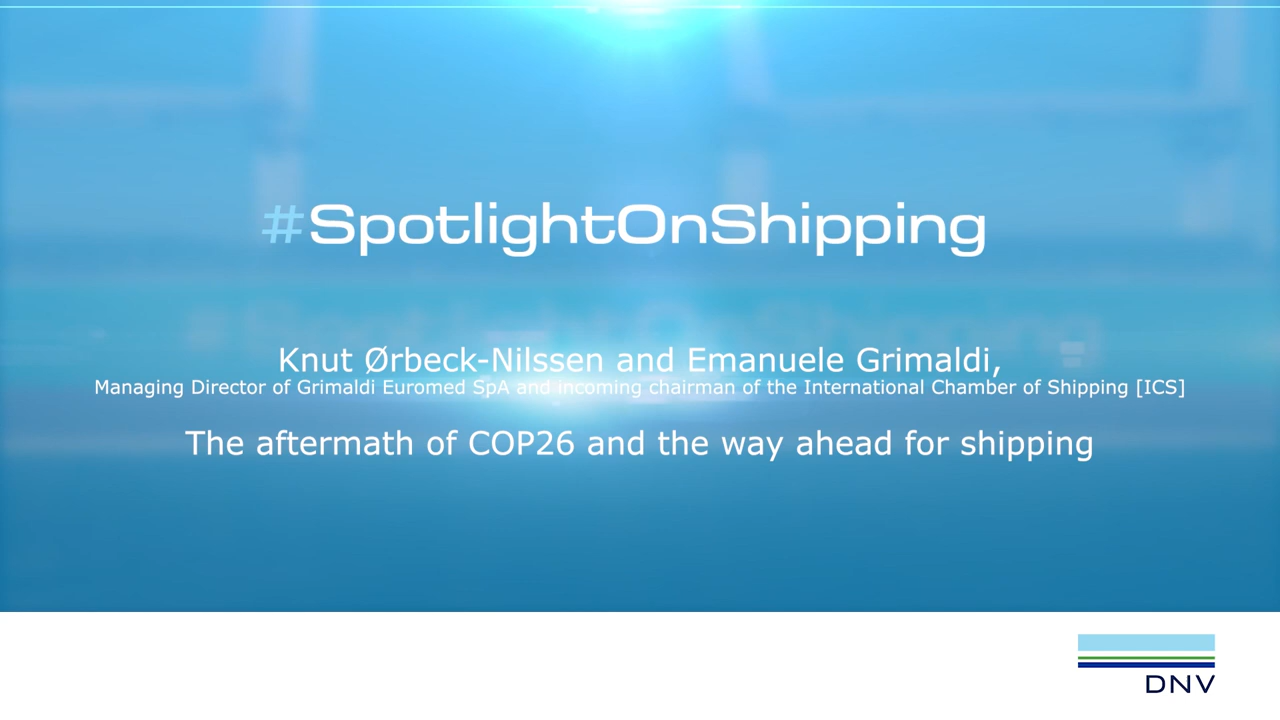 #SpotlightOnShipping
Knut Ørbeck-Nilssen and Emanuele Grimaldi,
Managing Director of Grimaldi Euromed SpA and incoming chairman of the International Chamber of Shipping [ICS]
The aftermath of COP26 and the way ahead for shipping
DNV